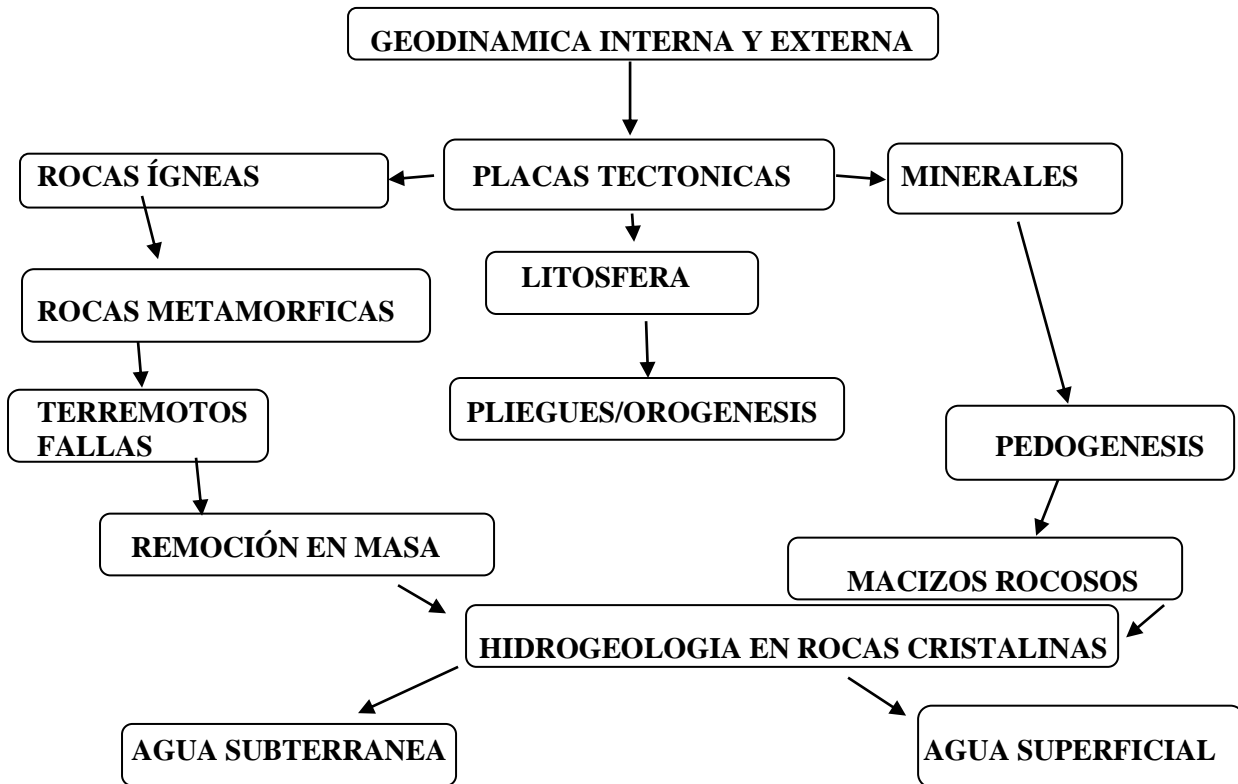 GEODINAMICA INTERNA Y EXTERNA
ROCAS ÍGNEAS
PLACAS TECTONICAS
MINERALES
LITOSFERA
ROCAS METAMORFICAS
TERREMOTOS
FALLAS
PLIEGUES/OROGENESIS
PEDOGENESIS
REMOCIÓN EN MASA
MACIZOS ROCOSOS
HIDROGEOLOGIA EN ROCAS CRISTALINAS
AGUA SUBTERRANEA
AGUA SUPERFICIAL